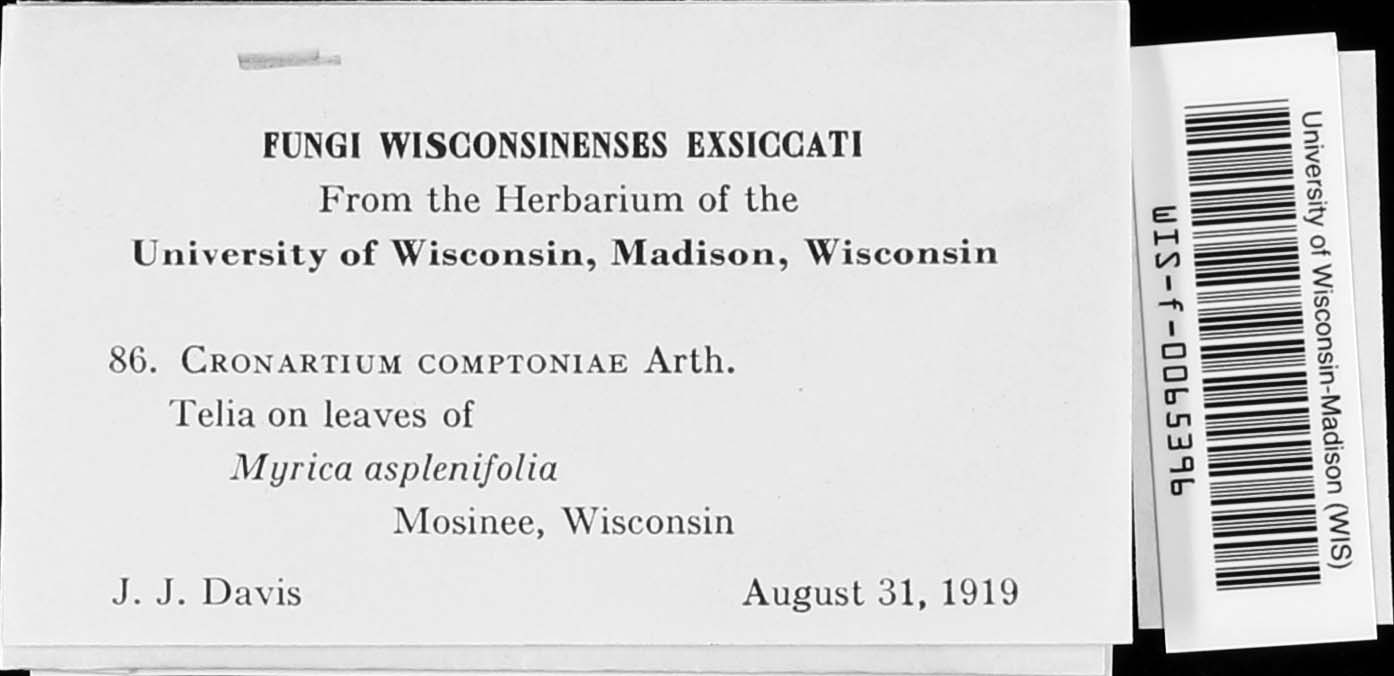 FUNGI WISCONSINENSES EXSICCATI
From the Herbarium of the
University of Wisconsin, Madison, Wisconsin
86. CRONARTIUM COMPTONIAE Arth.
Telia on leaves of
Myrica asplenifolia
Mosinee, Wisconsin
J. J. Davis August 31, 1919
WIS-f-0065396
University of Wisconsin-Madison (WIS)